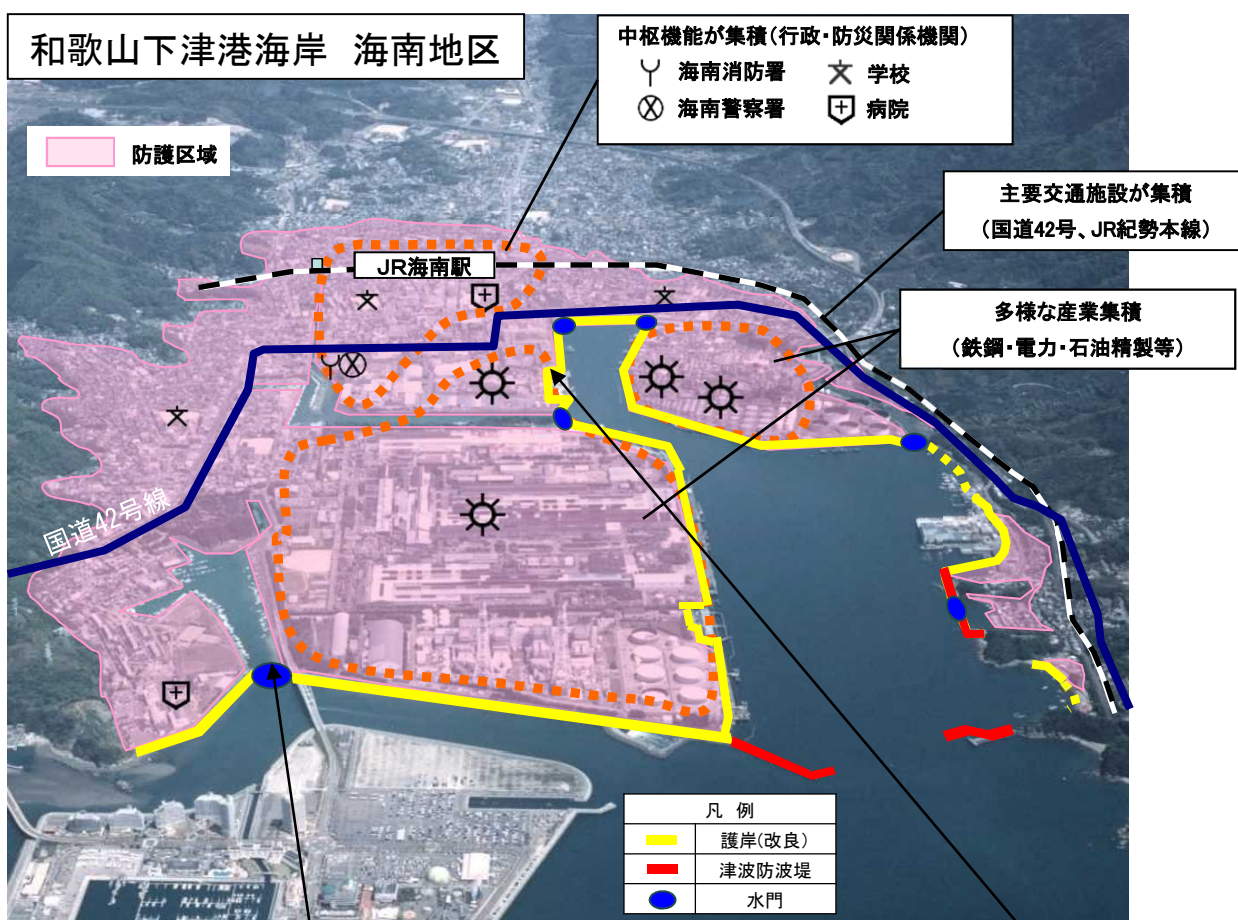 和歌山下津港海岸 海南地区
中枢機能が集積(行政・防災関係機関)
海南消防署
学校
海南警察署
病院
防護区域
主要交通施設が集積
(国道42号、JR紀勢本線)
JR海南駅
多様な産業集積
(鉄鋼・電力・石油精製等)
国道42号線
凡 例
護岸(改良)
津波防波堤
水門